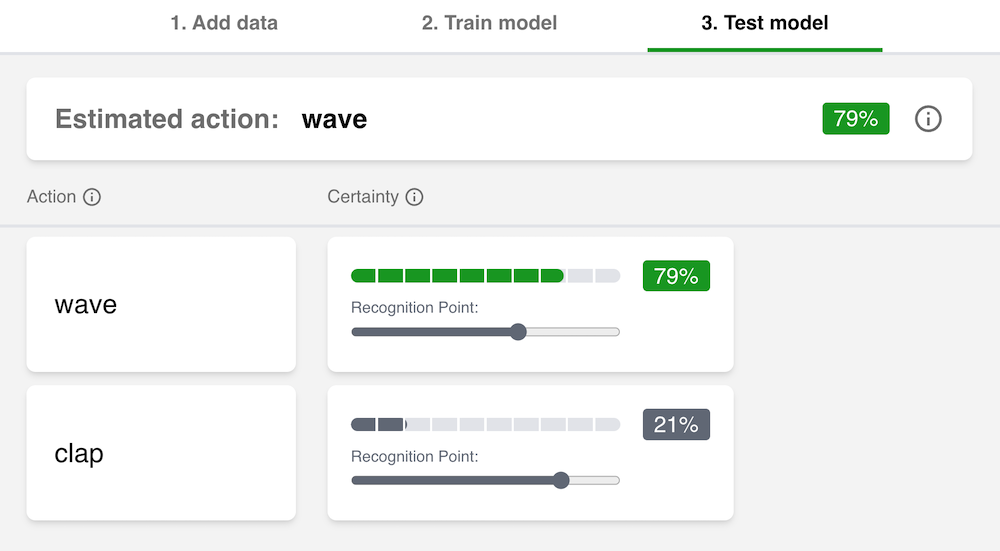 1. Add data 2. Train model 3. Test model
Estimated action: wave 79%
Action Certainty
wave 79%
Recognition Point:
clap 21%
Recognition Point: